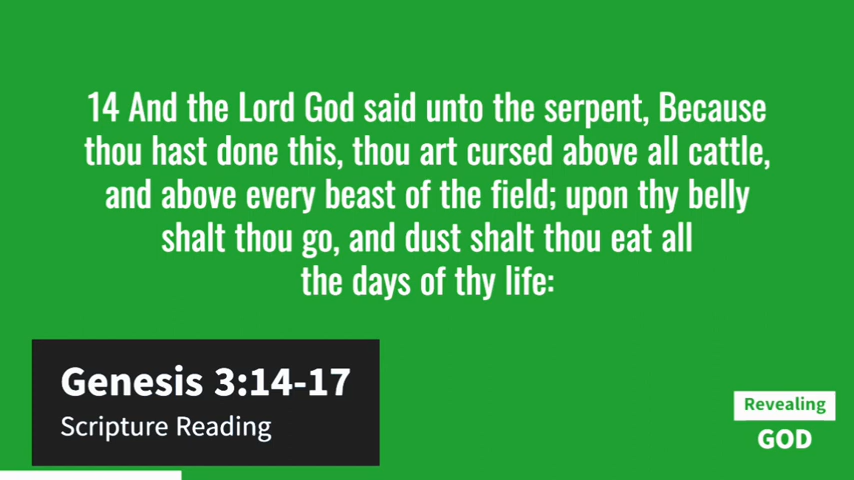 14 And the Lord God said unto the serpent, Because
thou hast done this, thou art cursed above all cattle,
and above every beast of the field; upon thy belly
shalt thou go, and dust shalt thou eat all
the days of thy life:
Genesis 3:14-17
Scripture Reading
Revealing
GOD